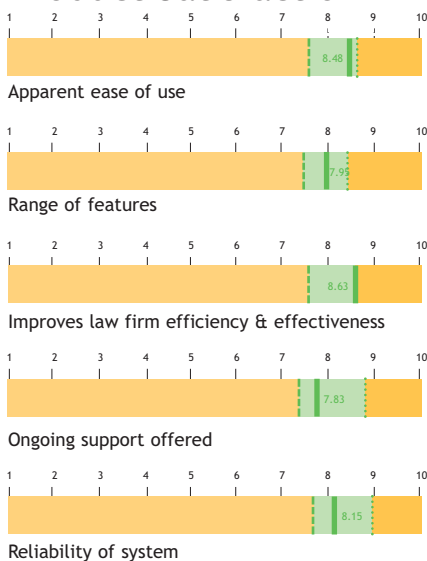 1 2 3 4 5 6 7 8 9 10
8.48
Apparent ease of use
1 2 3 4 5 6 7 8 9 10
7.95
Range of features
1 2 3 4 5 6 7 8 9 10
8.63
Improves law firm efficiency & effectiveness
1 2 3 4 5 6 7 8 9 10
7.83
Ongoing support offered
1 2 3 4 5 6 7 8 9 10
8.15
Reliability of system